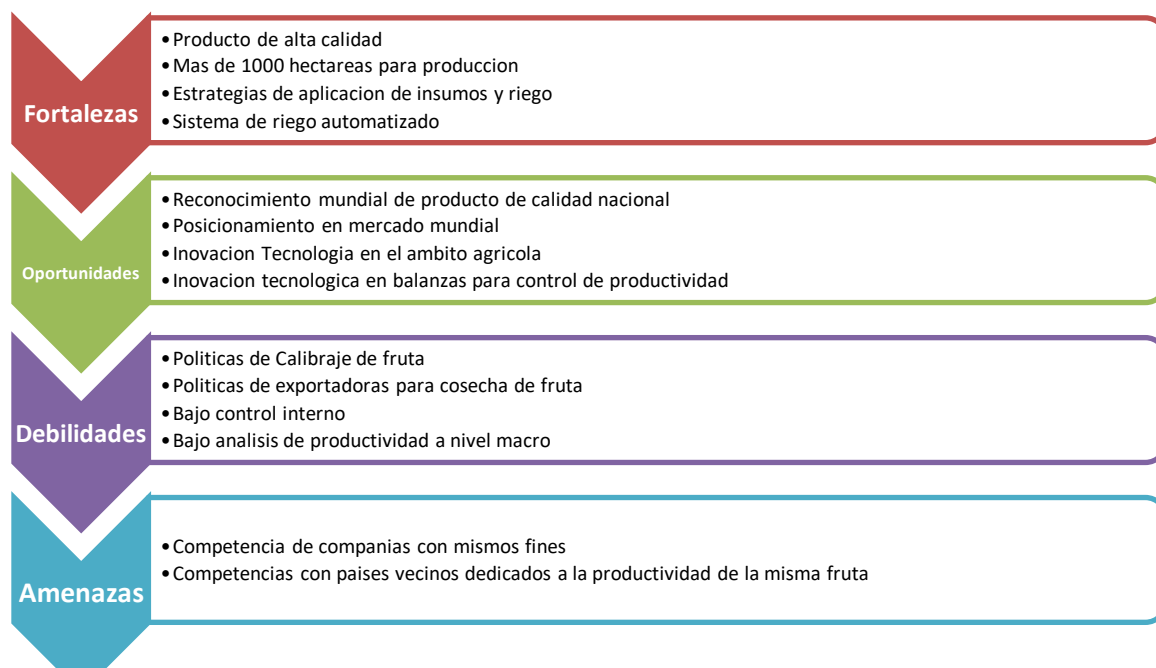 Fortalezas
•Producto de alta calidad
•Mas de 1000 hectareas para produccion
•Estrategias de aplicacion de insumos y riego
•Sistema de riego automatizado
Oportunidades
•Reconocimiento mundial de producto de calidad nacional
•Posicionamiento en mercado mundial
•Inovacion Tecnologia en el ambito agricola
•Inovacion tecnologica en balanzas para control de productividad
Debilidades
•Politicas de Calibraje de fruta
•Politicas de exportadoras para cosecha de fruta
•Bajo control interno
•Bajo analisis de productividad a nivel macro
Amenazas
•Competencia de companias con mismos fines
•Competencias con paises vecinos dedicados a la productividad de la misma fruta